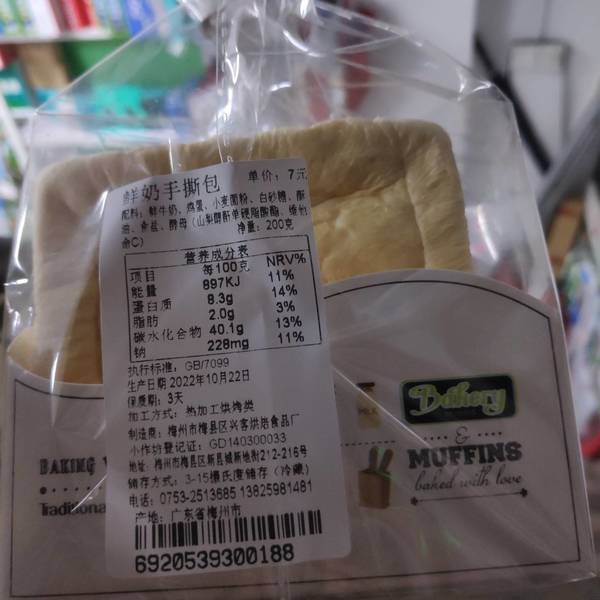 鲜奶手撕包 单价：7元
配料：鲜牛奶、鸡蛋、小麦面粉、白砂糖、酥
油、食盐、酵母（山梨醇酐单硬脂酸酯、维他
命C） 净量：200克
营养成分表
项目 每100克 NRV%
能量 897KJ 11%
蛋白质 8.3g 14%
脂肪 2.0g 3%
碳水化合物 40.1g 13%
钠 228mg 11%
执行标准：GB/7099
生产日期2022年10月22日
保质期：3天
加工方式：热加工烘烤类
制造商：梅州市梅县区兴客烘焙食品厂
小作坊登记证：GD140300033
地址：梅州市梅县区新县城新地街212-216号
储存方式：3-15摄氏度储存（冷藏）
电话：0753-2513685 13825981481
产地：广东省梅州市
6920539300188
BAKING
Traditiona
MILK
Bakery
&
MUFFINS
baked with love